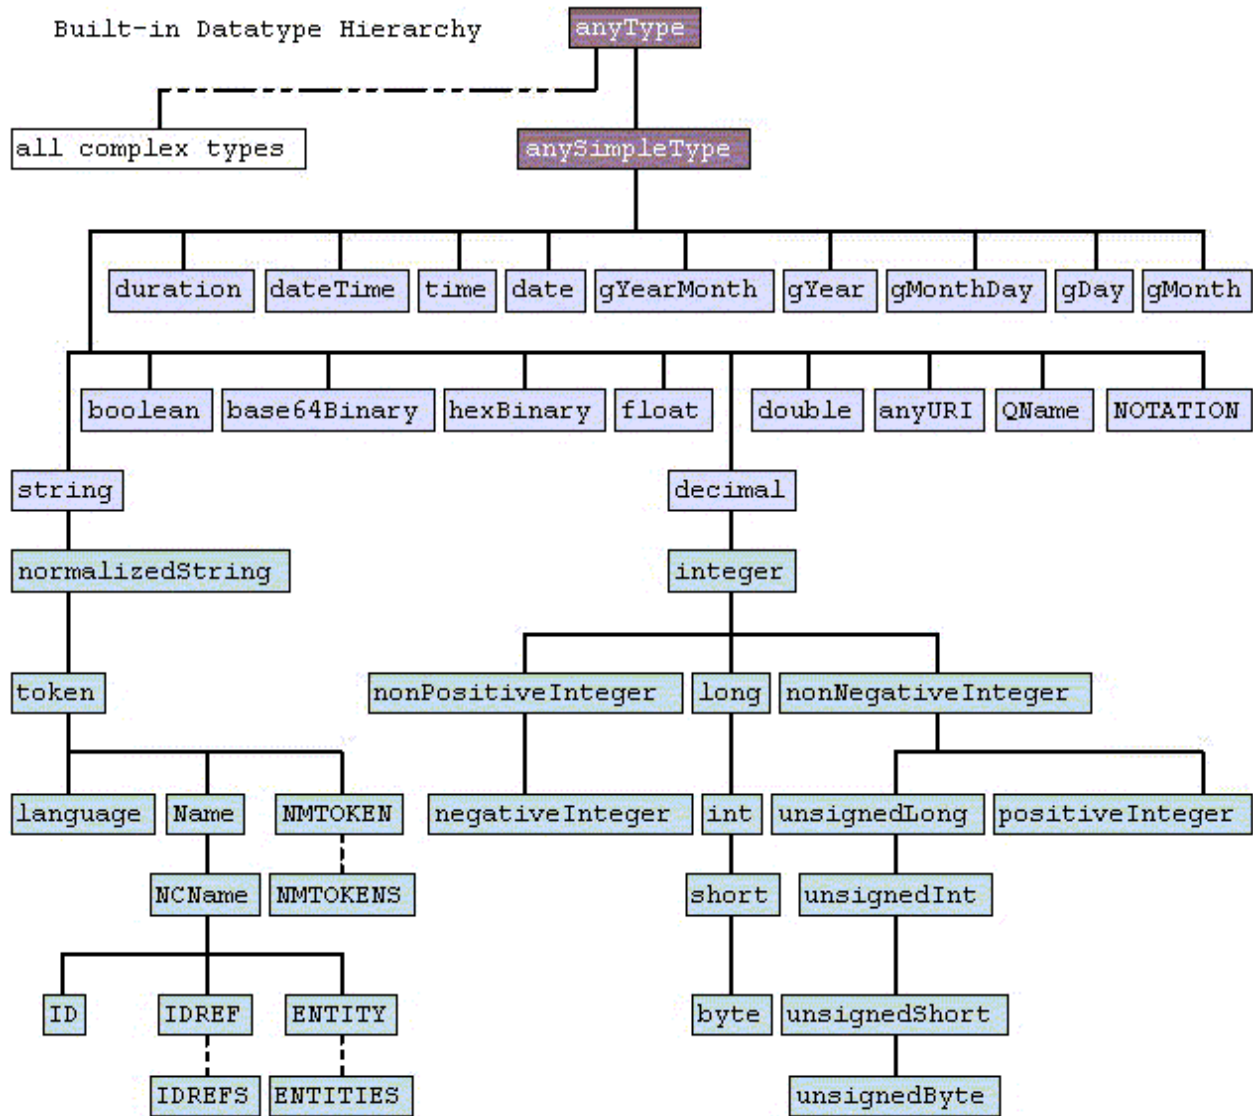 Built-in Datatype Hierarchy anyType
all complex types anySimpleType
duration dateTime time date gYearMonth gYear gMonthDay gDay gMonth
boolean base64Binary hexBinary float double anyURI QName NOTATION
string decimal
normalizedString integer
token nonPositiveInteger long nonNegativeInteger
language Name NMTOKEN negativeInteger int unsignedLong positiveInteger
NCName NMTOKENS short unsignedInt
ID IDREF ENTITY byte unsignedShort
IDREFS ENTITIES unsignedByte